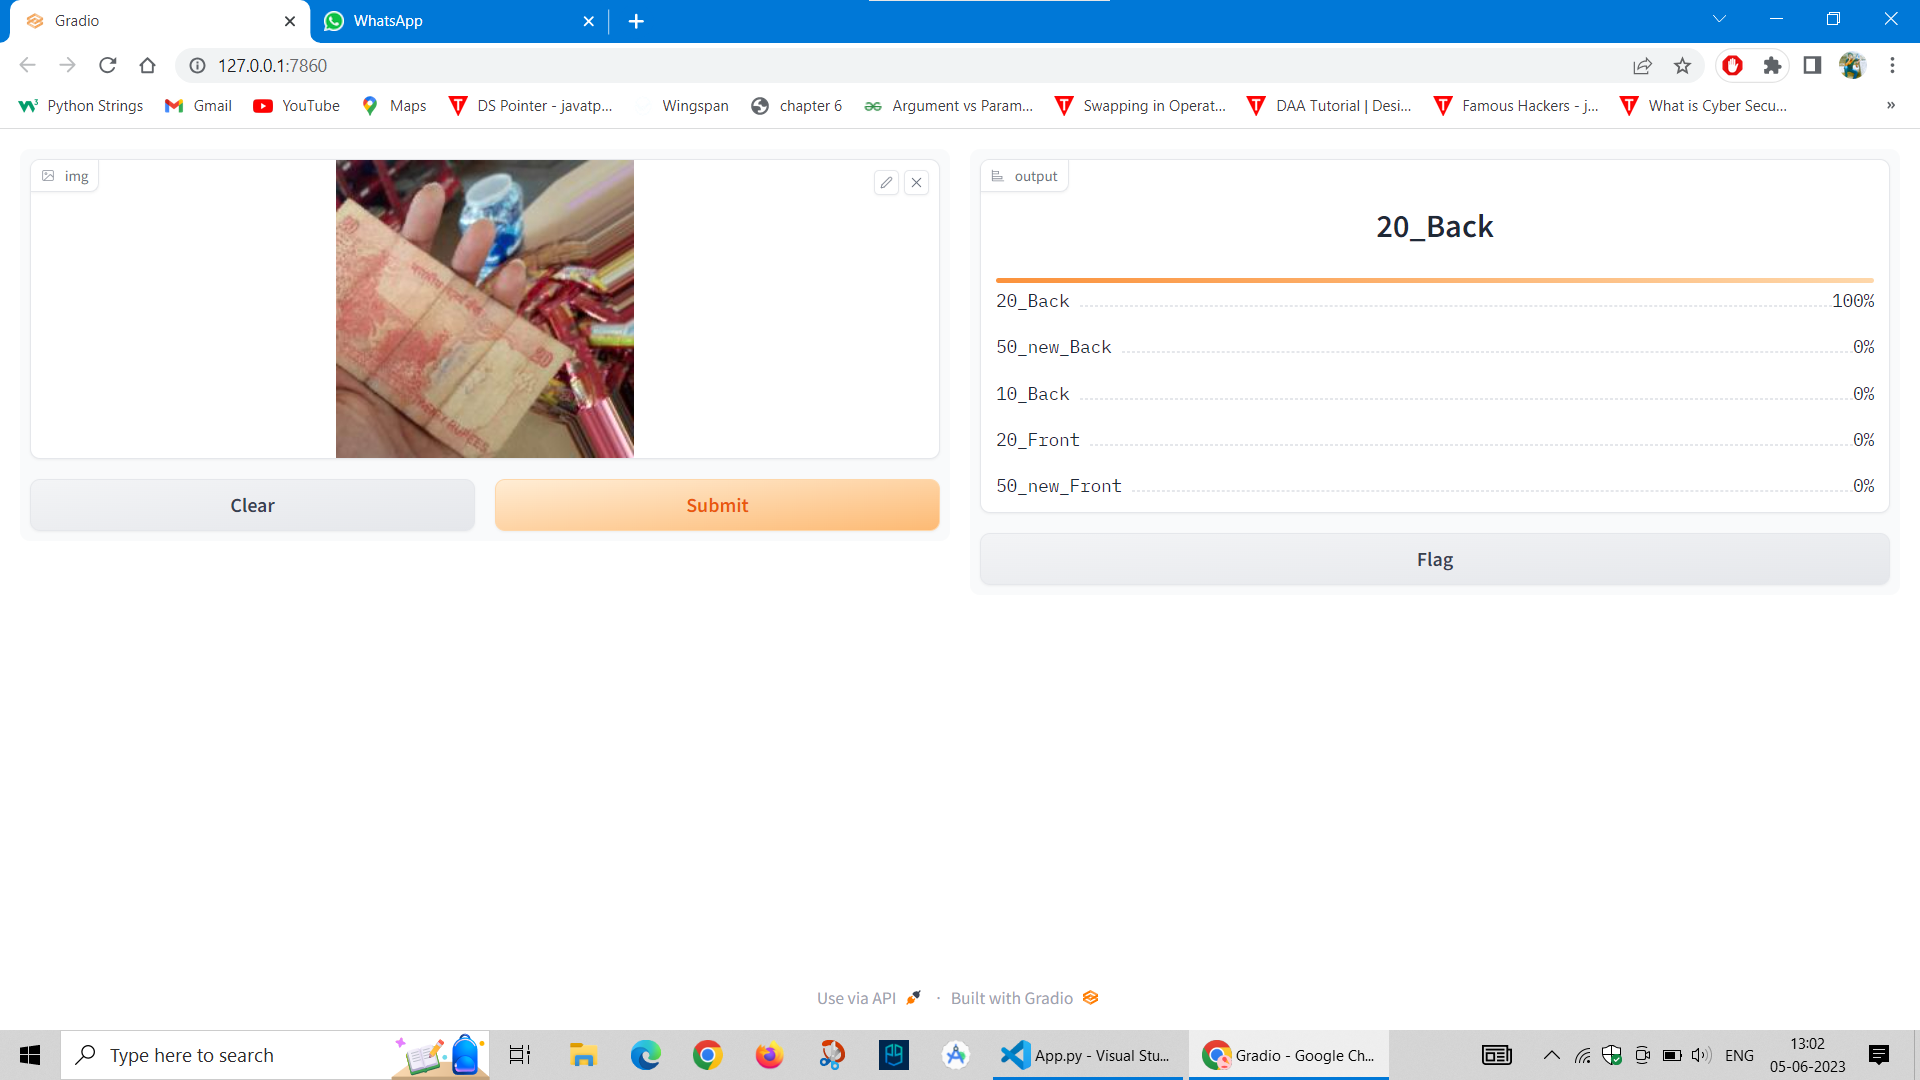 Gradio
WhatsApp
127.0.0.1:7860
Python Strings
Gmail
YouTube
Maps
DS Pointer - javatp...
Wingspan
chapter 6
Argument vs Param...
Swapping in Operat...
DAA Tutorial | Desi...
Famous Hackers - j...
What is Cyber Secu...
»
img
20
20
RUPEES
Clear
Submit
output
20_Back
20_Back 100%
50_new_Back 0%
10_Back 0%
20_Front 0%
50_new_Front 0%
Flag
Use via API · Built with Gradio
Type here to search
App.py - Visual Stu...
Gradio - Google Ch...
ENG
13:02
05-06-2023